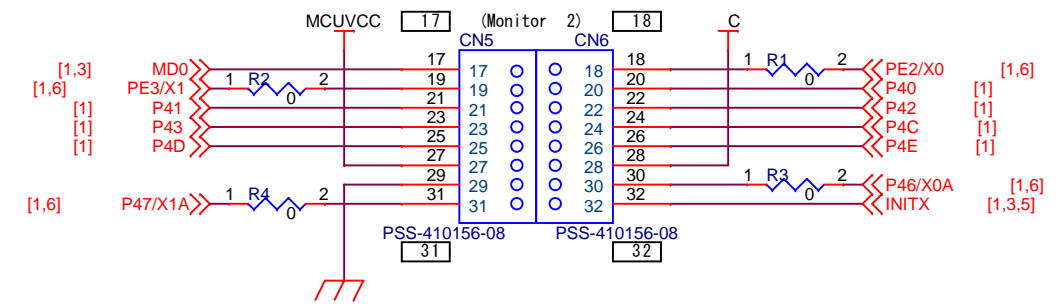 MCUVCC 17 (Monitor 2) 18 C
CN5 CN6
[1,3] MD0 17 17 18 18 1 R1 2 0 PE2/X0 [1,6]
[1,6] PE3/X1 1 R2 2 0 19 19 20 20 P40 [1]
[1] P41 21 21 22 22 P42 [1]
[1] P43 23 23 24 24 P4C [1]
[1] P4D 25 25 26 26 P4E [1]
27 27 28 28
29 29 30 30 1 R3 2 0 P46/X0A [1,6]
[1,6] P47/X1A 1 R4 2 0 31 31 32 32 INITX [1,3,5]
PSS-410156-08 PSS-410156-08
31 32